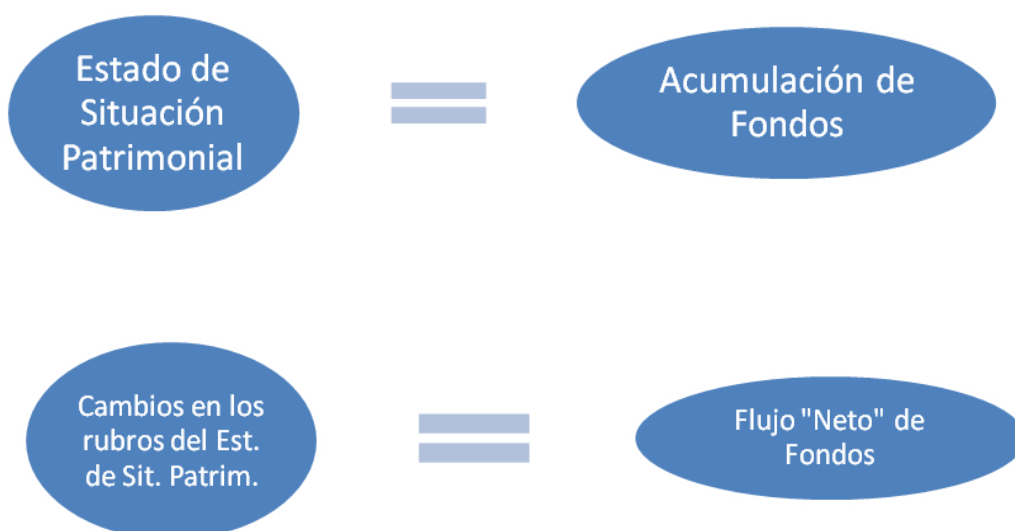 Estado de
Situación
Patrimonial
Acumulación de
Fondos
Cambios en los
rubros del Est.
de Sit. Patrim.
Flujo "Neto" de
Fondos